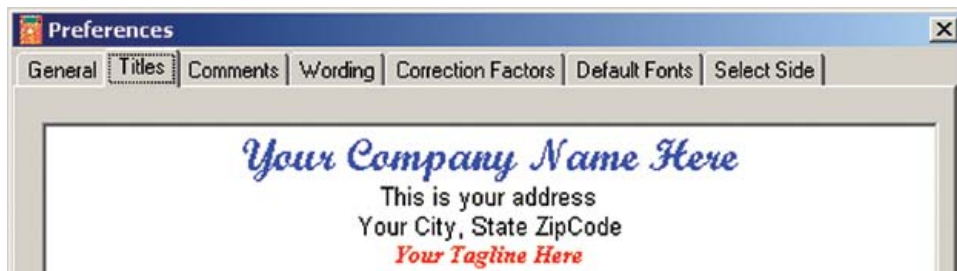 Preferences
General Titles Comments Wording Correction Factors Default Fonts Select Side
Your Company Name Here
This is your address
Your City, State ZipCode
Your Tagline Here